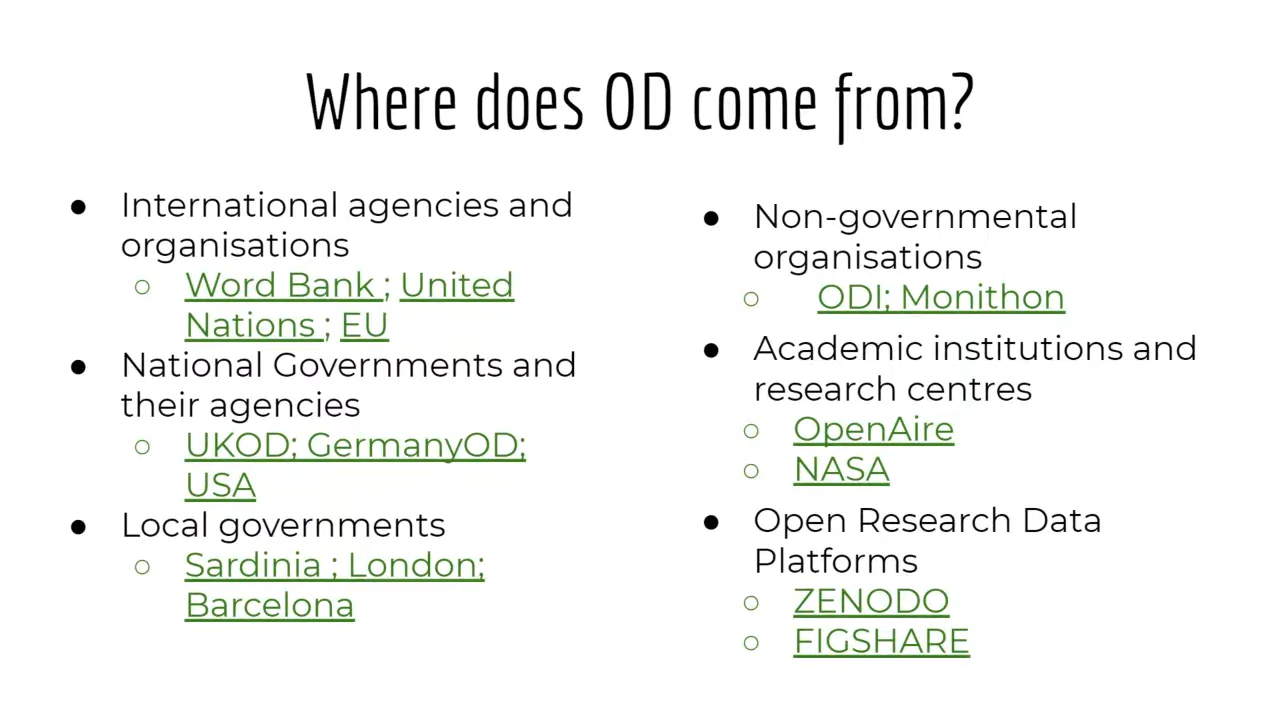 Where does OD come from?
● International agencies and
organisations
○ Word Bank ; United
Nations ; EU
● National Governments and
their agencies
○ UKOD; GermanyOD;
USA
● Local governments
○ Sardinia ; London;
Barcelona
● Non-governmental
organisations
○ ODI; Monithon
● Academic institutions and
research centres
○ OpenAire
○ NASA
● Open Research Data
Platforms
○ ZENODO
○ FIGSHARE